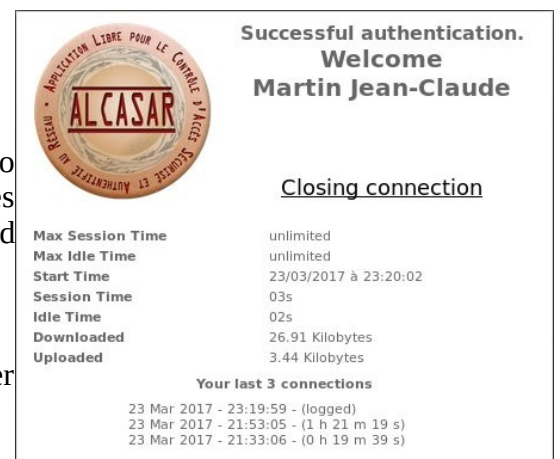 Successful authentication.
Welcome
Martin Jean-Claude
APPLICATION LIBRE POUR LE CONTRÔLE D'ACCÈS SÉCURISÉ ET AUTHENTIFIÉ AU RÉSEAU •
ALCASAR
Closing connection
Max Session Time unlimited
Max Idle Time unlimited
Start Time 23/03/2017 à 23:20:02
Session Time 03s
Idle Time 02s
Downloaded 26.91 Kilobytes
Uploaded 3.44 Kilobytes
Your last 3 connections
23 Mar 2017 - 23:19:59 - (logged)
23 Mar 2017 - 21:53:05 - (1 h 21 m 19 s)
23 Mar 2017 - 21:33:06 - (0 h 19 m 39 s)